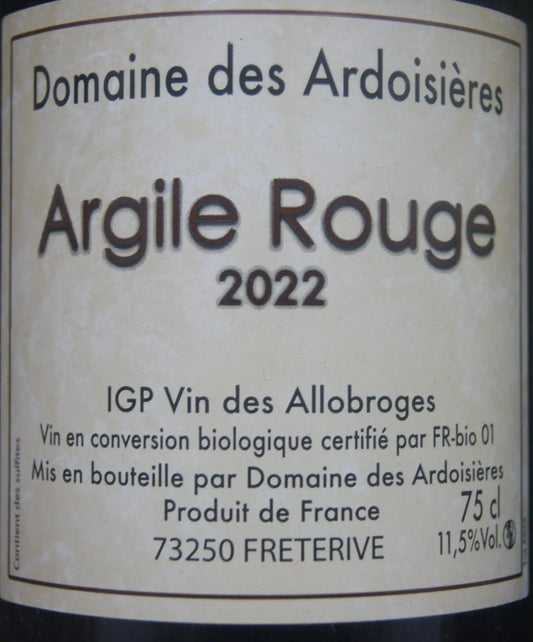 Domaine des Ardoisières
Argile Rouge
2022
IGP Vin des Allobroges
Vin en conversion biologique certifié par FR-bio 01
Mis en bouteille par Domaine des Ardoisières
Produit de France
75 cl
73250 FRETERIVE
11,5%Vol.
Contient des sulfites